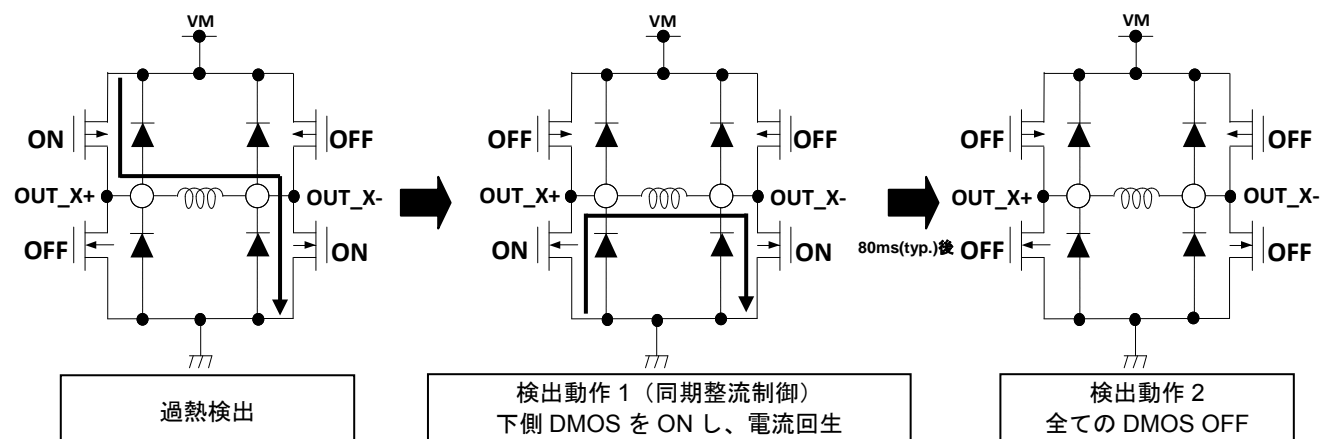 VM
ON
OFF
OUT_X+
OUT_X-
OFF
ON
過熱検出
VM
OFF
OFF
OUT_X+
OUT_X-
ON
ON
検出動作 1（同期整流制御）
下側 DMOS を ON し、電流回生
80ms(typ.)後
VM
OFF
OFF
OUT_X+
OUT_X-
OFF
OFF
検出動作 2
全ての DMOS OFF